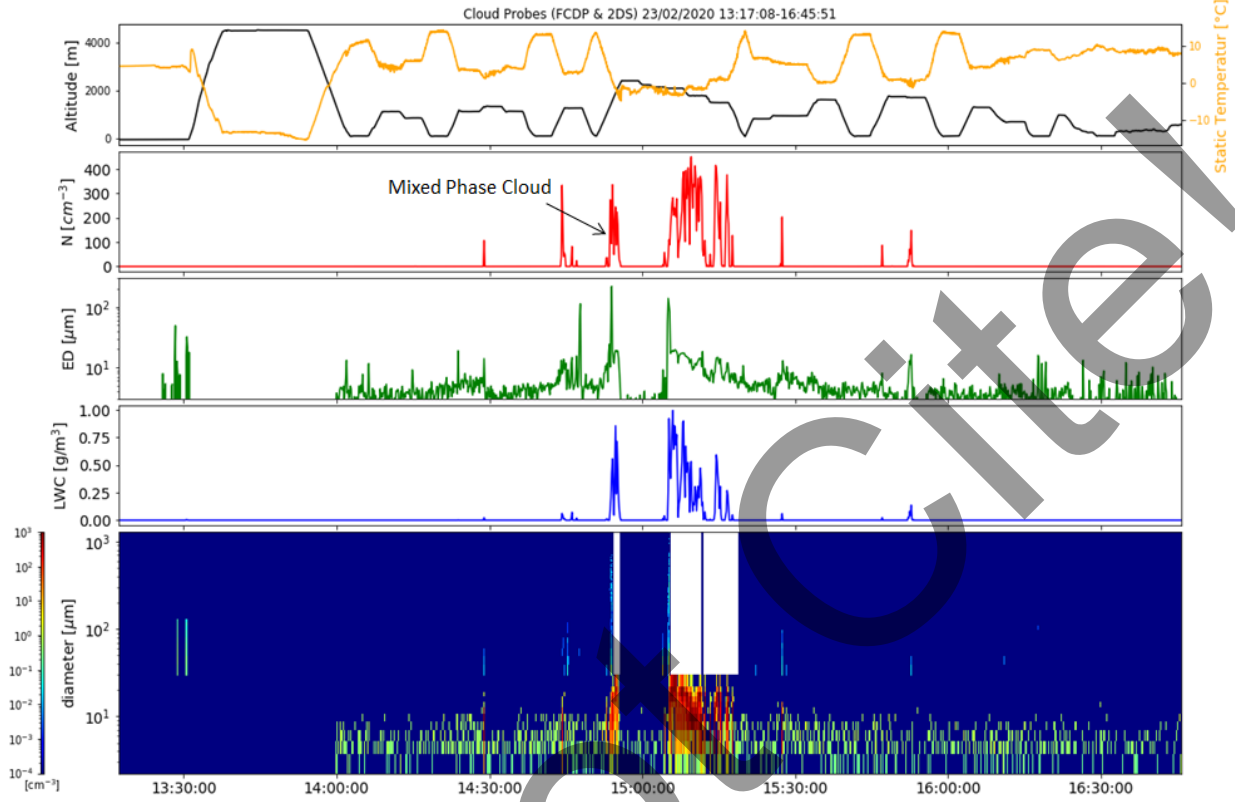 Cloud Probes (FCDP & 2DS) 23/02/2020 13:17:08-16:45:51
Altitude [m]
4000
2000
0
Static Temperatur [°C]
10
0
−10
N [cm⁻³]
400
300
200
100
0
Mixed Phase Cloud
ED [μm]
10²
10¹
LWC [g/m³]
1.00
0.75
0.50
0.25
0.00
10³
10²
10¹
10⁰
10⁻¹
10⁻²
10⁻³
10⁻⁴
[cm⁻³]
diameter [μm]
10³
10²
10¹
13:30:00 14:00:00 14:30:00 15:00:00 15:30:00 16:00:00 16:30:00
t Cite!